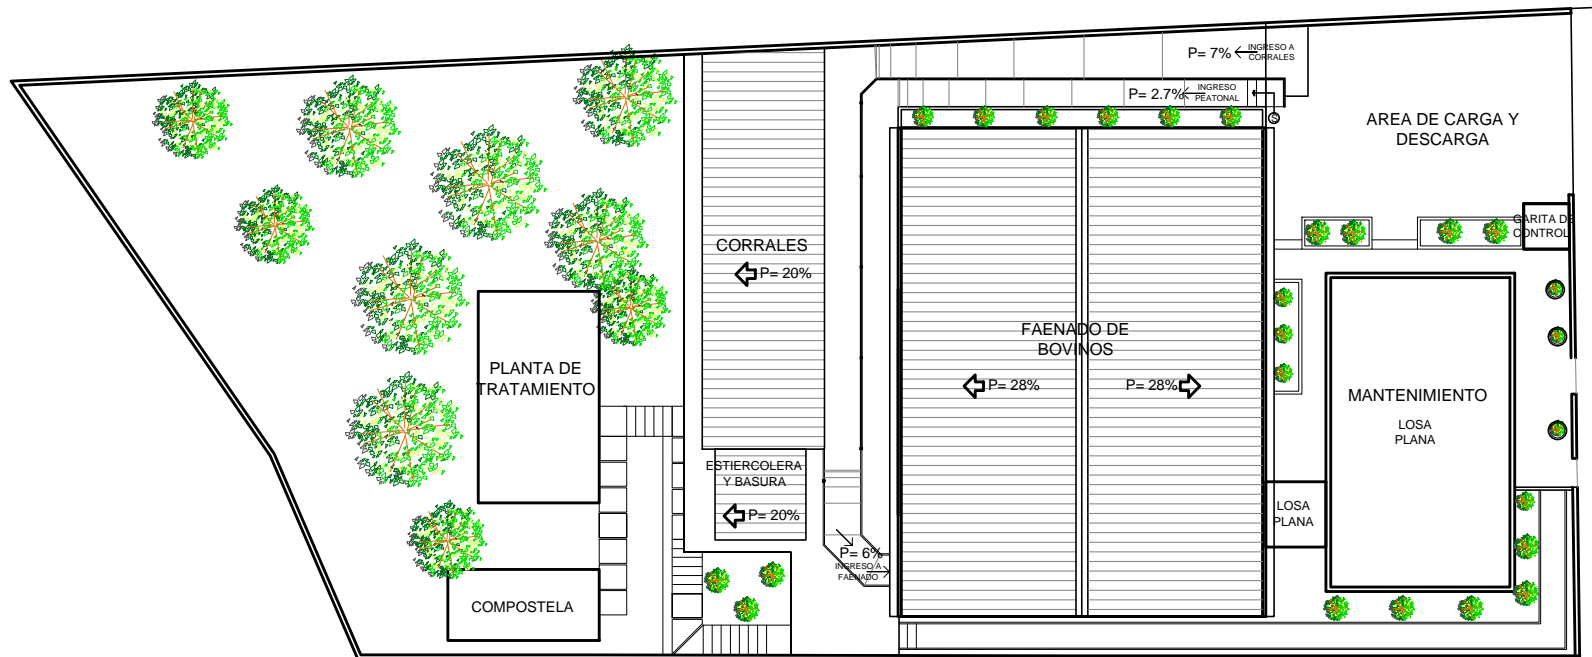 P= 7%
INGRESO A
CORRALES
P= 2.7%
INGRESO
PEATONAL
AREA DE CARGA Y
DESCARGA
GARITA DE
CONTROL
CORRALES
P= 20%
FAENADO DE
BOVINOS
P= 28%
P= 28%
PLANTA DE
TRATAMIENTO
MANTENIMIENTO
LOSA
PLANA
ESTIERCOLERA
Y BASURA
P= 20%
LOSA
PLANA
P= 6%
INGRESO A
FAENADO
COMPOSTELA